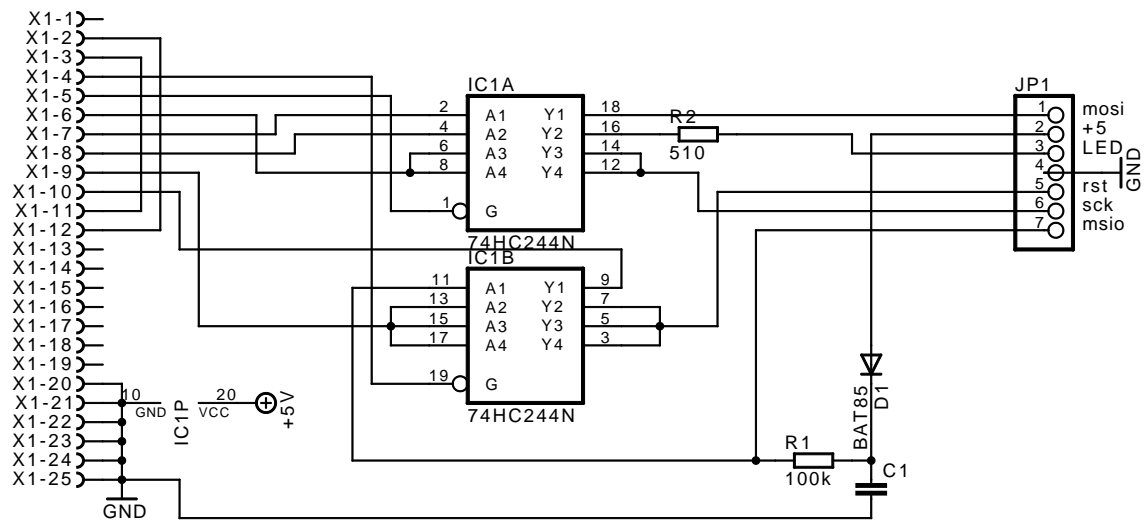 X1-1
X1-2
X1-3
X1-4
X1-5
X1-6
X1-7
X1-8
X1-9
X1-10
X1-11
X1-12
X1-13
X1-14
X1-15
X1-16
X1-17
X1-18
X1-19
X1-20
X1-21
X1-22
X1-23
X1-24
X1-25
GND
10
GND
IC1P
20
VCC
+5V
IC1A
2 A1 Y1 18
4 A2 Y2 16
6 A3 Y3 14
8 A4 Y4 12
1 G
74HC244N
IC1B
11 A1 Y1 9
13 A2 Y2 7
15 A3 Y3 5
17 A4 Y4 3
19 G
74HC244N
R2
510
JP1
1 mosi
2 +5
3 LED
4 GND
5 rst
6 sck
7 msio
BAT85
D1
R1
100k
C1